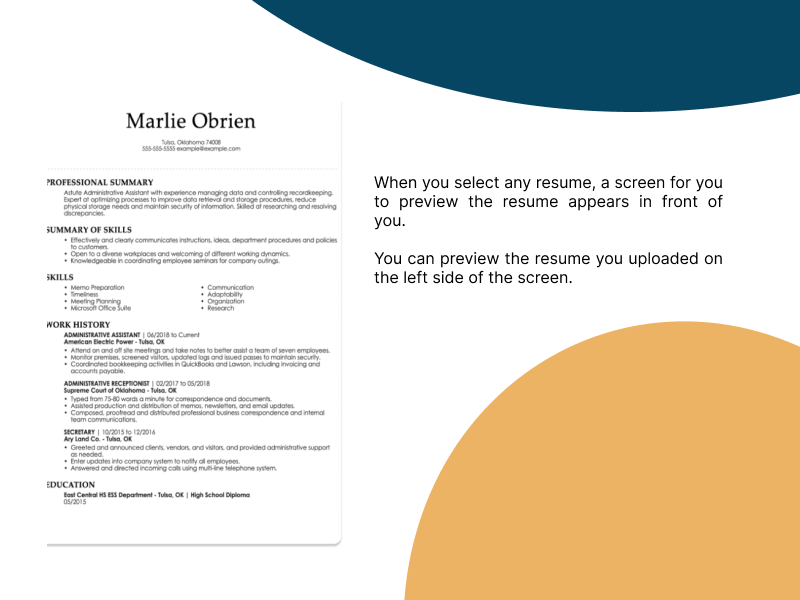 Marlie Obrien
Tulsa, Oklahoma 74008
555-555-5555 example@example.com
PROFESSIONAL SUMMARY
Astute Administrative Assistant with experience managing data and controlling recordkeeping.
Expert at optimizing processes to improve data retrieval and storage procedures, reduce
physical storage needs and maintain security of information. Skilled at researching and resolving
discrepancies.
SUMMARY OF SKILLS
• Effectively and clearly communicates instructions, ideas, department procedures and policies
to customers.
• Open to a diverse workplaces and welcoming of different working dynamics.
• Knowledgeable in coordinating employee seminars for company outings.
SKILLS
• Memo Preparation
• Timeliness
• Meeting Planning
• Microsoft Office Suite
• Communication
• Adaptability
• Organization
• Research
WORK HISTORY
ADMINISTRATIVE ASSISTANT | 06/2018 to Current
American Electric Power - Tulsa, OK
• Attend on and off site meetings and take notes to better assist a team of seven employees.
• Monitor premises, screened visitors, updated logs and issued passes to maintain security.
• Coordinated bookkeeping activities in QuickBooks and Lawson, including invoicing and
accounts payable.
ADMINISTRATIVE RECEPTIONIST | 02/2017 to 05/2018
Supreme Court of Oklahoma - Tulsa, OK
• Typed from 75-80 words a minute for correspondence and documents.
• Assisted production and distribution of memos, newsletters, and email updates.
• Composed, proofread and distributed professional business correspondence and internal
team communications.
SECRETARY | 10/2015 to 12/2016
Ary Land Co. - Tulsa, OK
• Greeted and announced clients, vendors, and visitors, and provided administrative support
as needed.
• Enter updates into company system to notify all employees.
• Answered and directed incoming calls using multi-line telephone system.
EDUCATION
East Central HS ESS Department - Tulsa, OK | High School Diploma
05/2015
When you select any resume, a screen for you
to preview the resume appears in front of
you.
You can preview the resume you uploaded on
the left side of the screen.